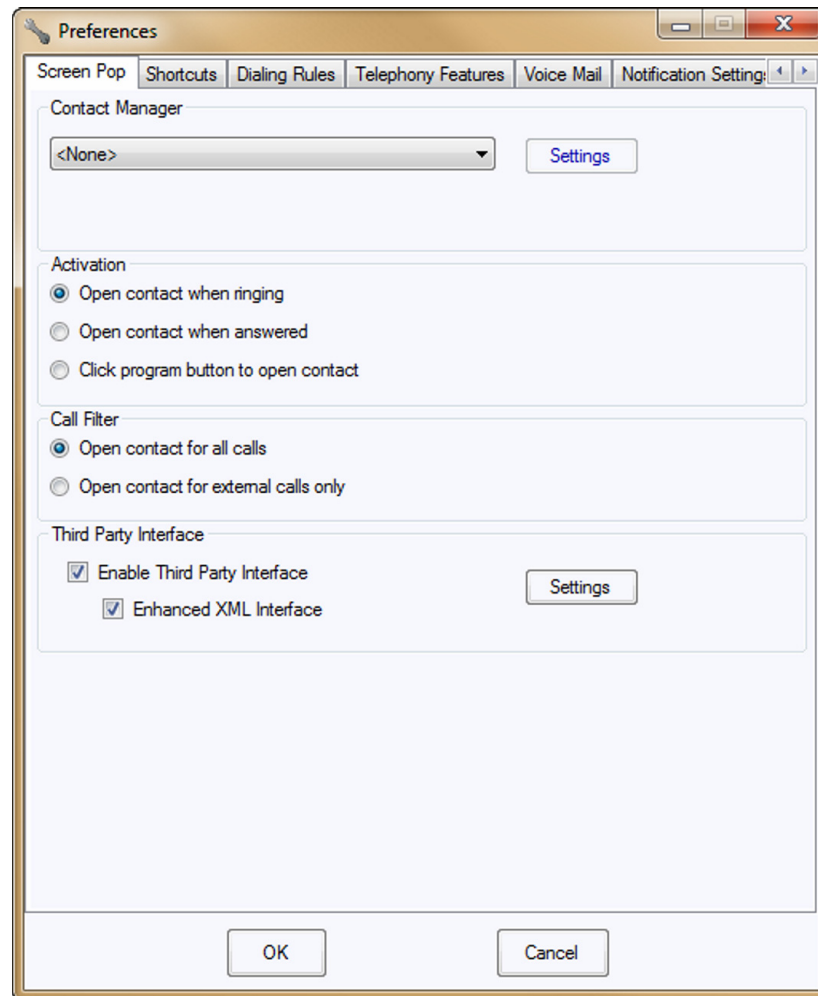 Preferences
Screen Pop Shortcuts Dialing Rules Telephony Features Voice Mail Notification Setting
Contact Manager
<None> Settings
Activation
Open contact when ringing
Open contact when answered
Click program button to open contact
Call Filter
Open contact for all calls
Open contact for external calls only
Third Party Interface
Enable Third Party Interface Settings
Enhanced XML Interface
OK Cancel